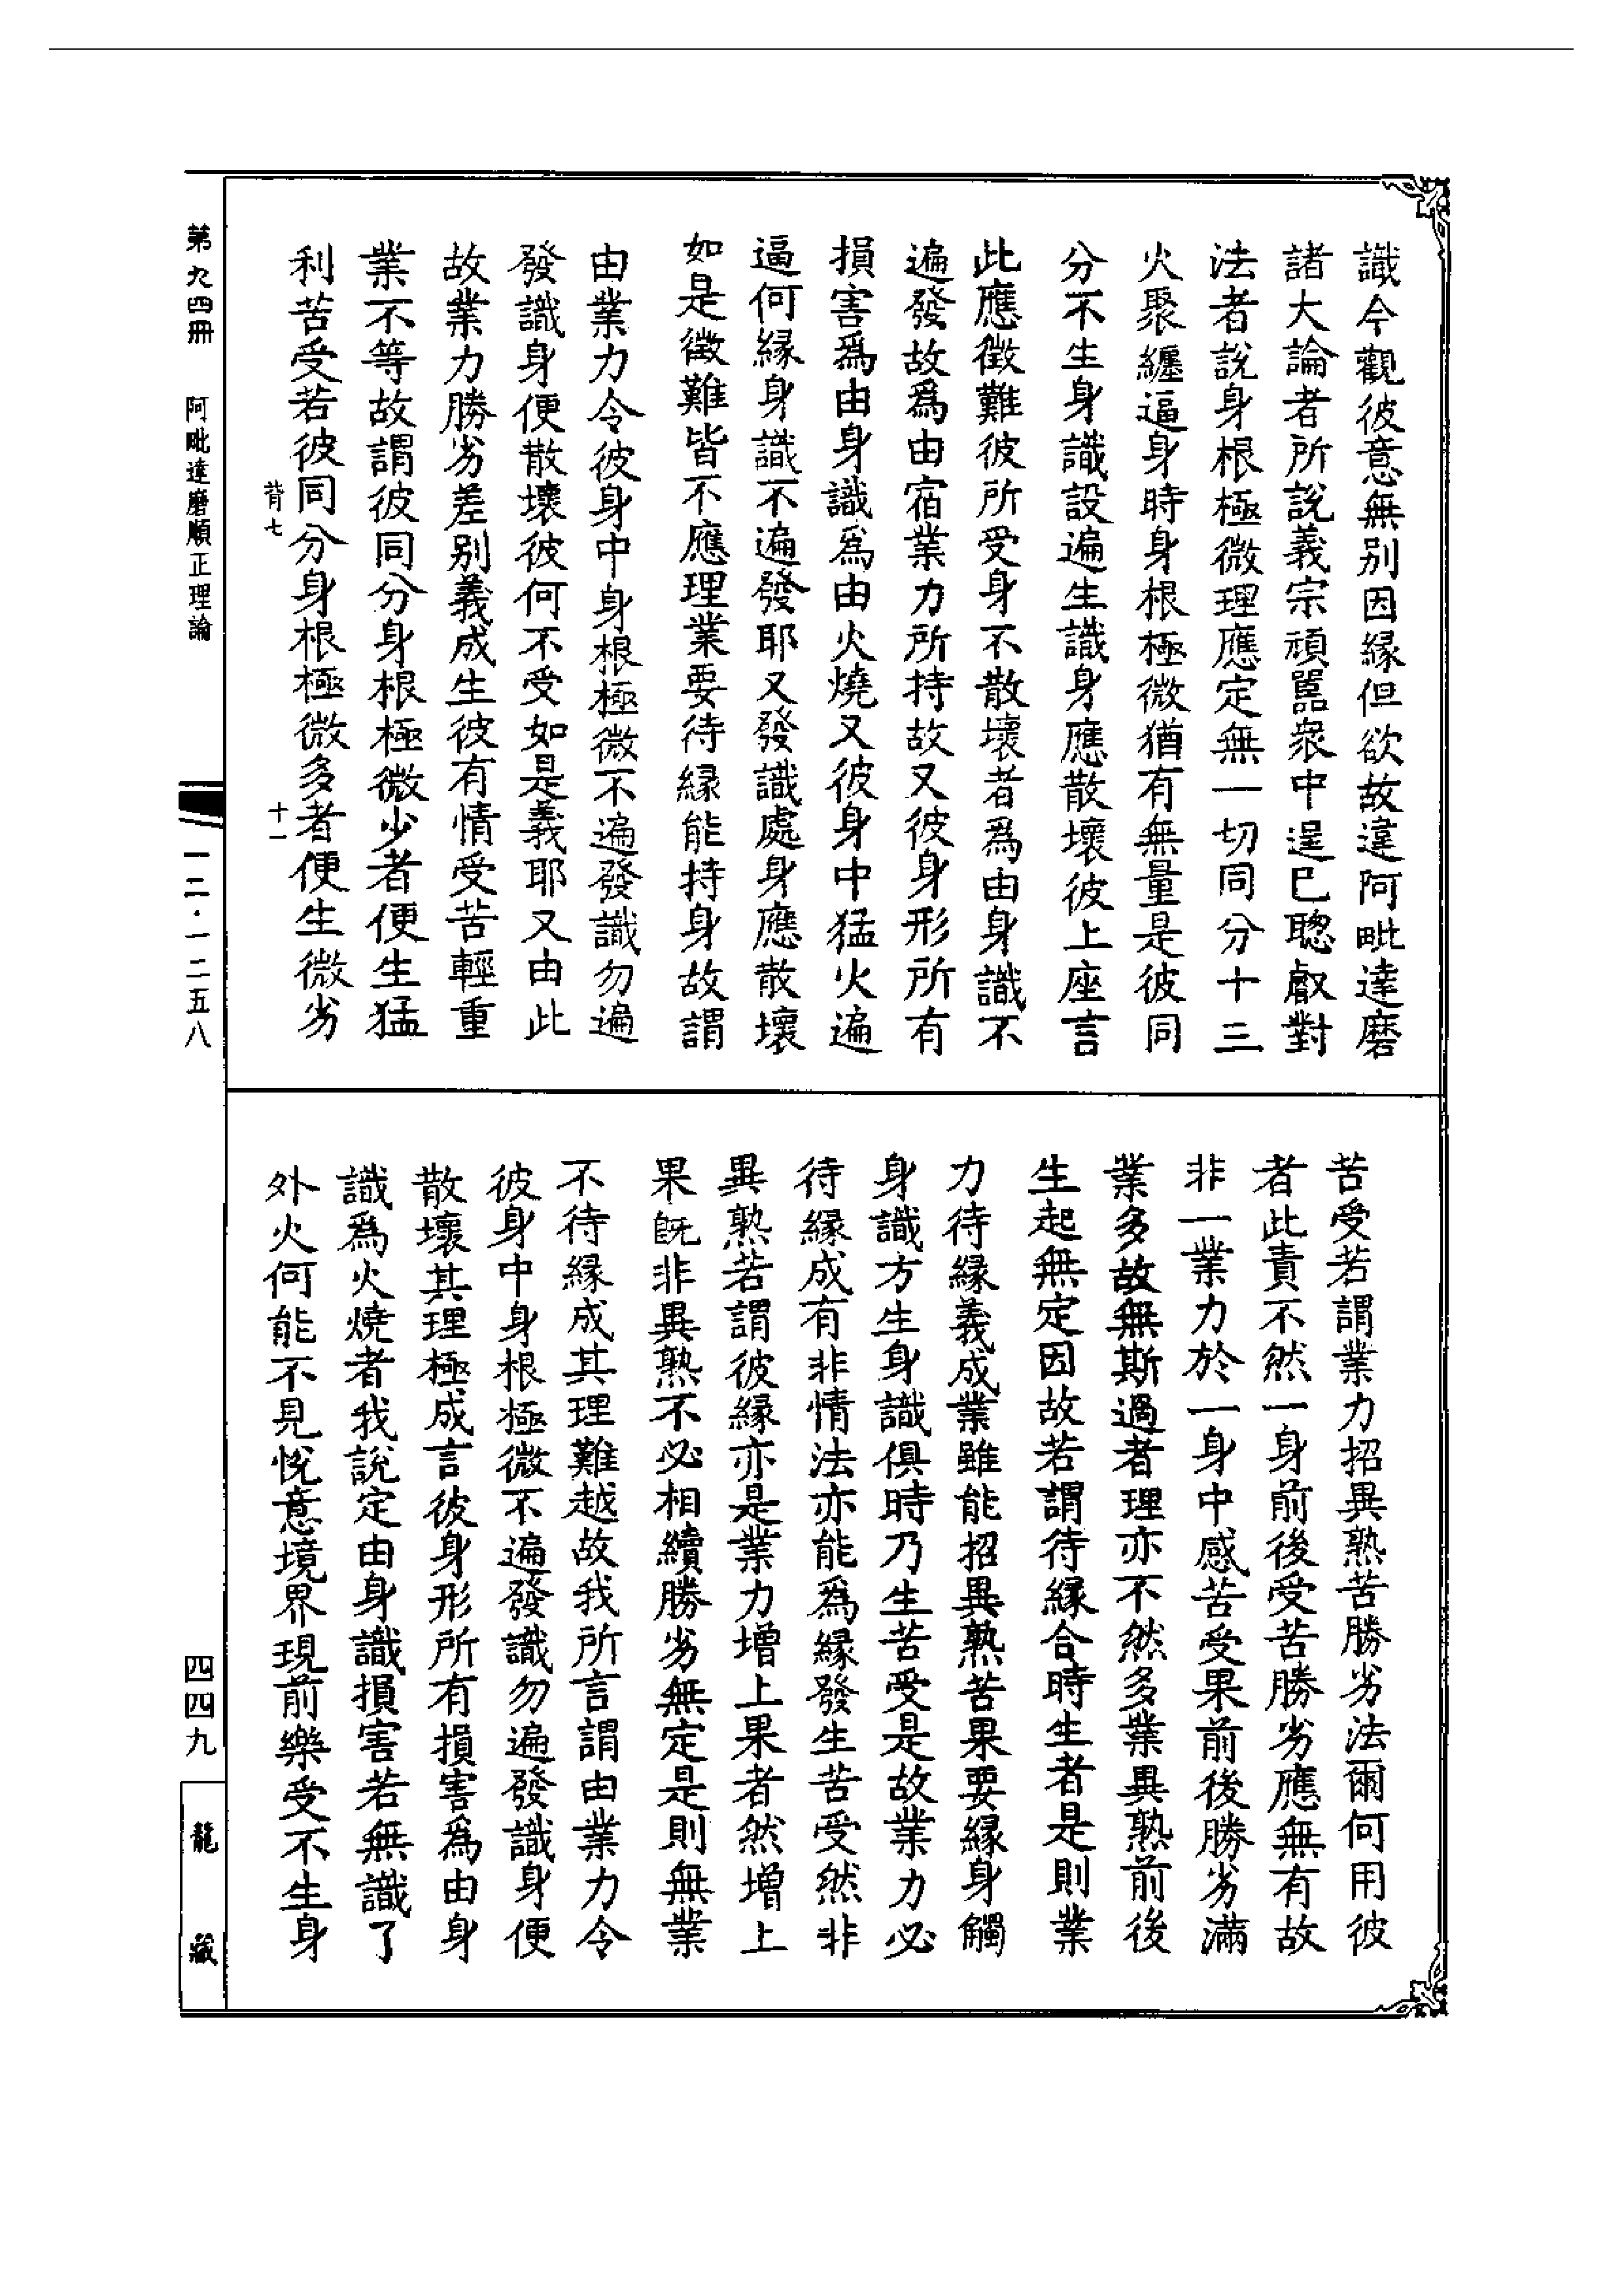 識今觀彼意無別因緣但欲故違阿毗達磨
諸大論者所說義宗頑嚚衆中逞巳聰叡對
法者說身根極微理應定無一切同分十三
火聚纏逼身時身根極微猶有無量是彼同
分不生身識設遍生識身應散壞彼上座言
此應徵難彼所受身不散壞者爲由身識不
遍發故爲由宿業力所持故又彼身形所有
損害爲由身識爲由火燒又彼身中猛火遍
逼何緣身識不遍發耶又發識處身應散壞
如是徵難皆不應理業要待緣能持身故謂
由業力令彼身中身根極微不遍發識勿遍
發識身便散壞彼何不受如是義耶又由此
故業力勝劣差別義成生彼有情受苦輕重
業不等故謂彼同分身根極微少者便生猛
利苦受若彼同分身根極微多者便生微劣
背七
十一
苦受若謂業力招異熟苦勝劣法爾何用彼
者此責不然一身前後受苦勝劣應無有故
非一業力於一身中感苦受果前後勝劣滿
業多故無斯過者理亦不然多業異熟前後
生起無定因故若謂待緣合時生者是則業
力待緣義成業雖能招異熟苦果要緣身觸
身識方生身識俱時乃生苦受是故業力必
待緣成有非情法亦能爲緣發生苦受然非
異熟若謂彼緣亦是業力增上果者然增上
果旣非異熟不必相續勝劣無定是則無業
不待緣成其理難越故我所言謂由業力令
彼身中身根極微不遍發識勿遍發識身便
散壞其理極成言彼身形所有損害爲由身
識爲火燒者我說定由身識損害若無識了
外火何能不見悅意境界現前樂受不生身
第九四冊
阿毗達磨順正理論
一二·一二五八
四四九
龍藏